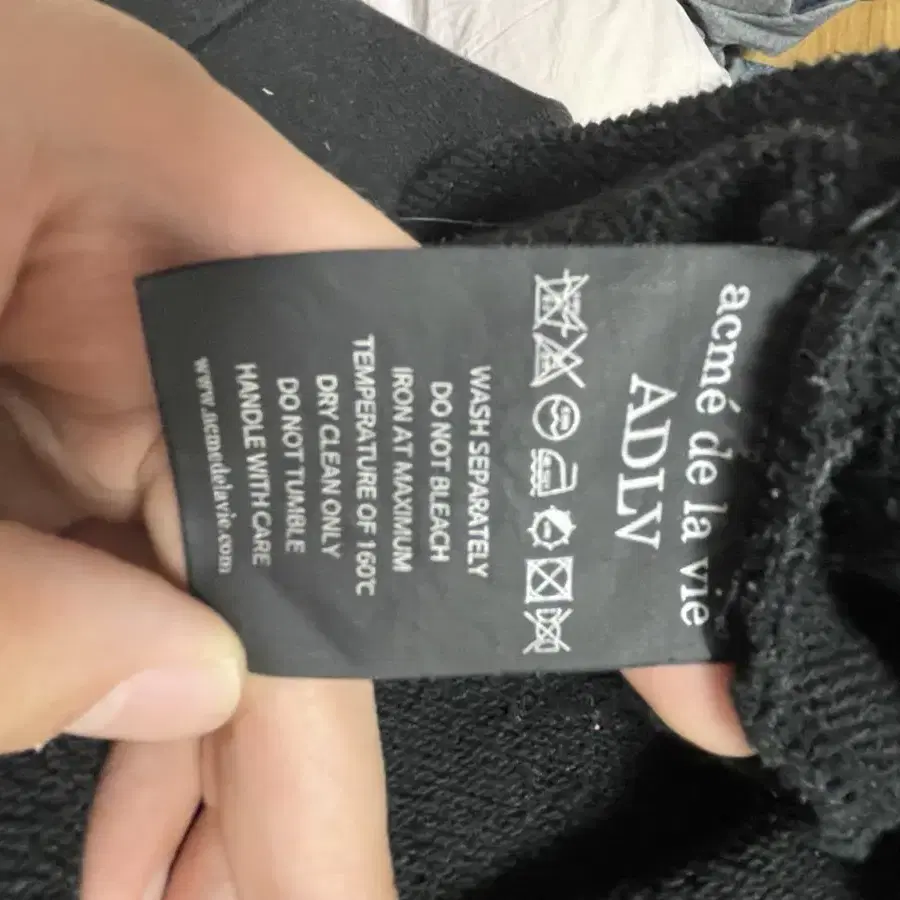 acmé de la vie
ADLV
WASH SEPARATELY
DO NOT BLEACH
IRON AT MAXIMUM
TEMPERATURE OF 160℃
DRY CLEAN ONLY
DO NOT TUMBLE
HANDLE WITH CARE
www.acmedelavie.com